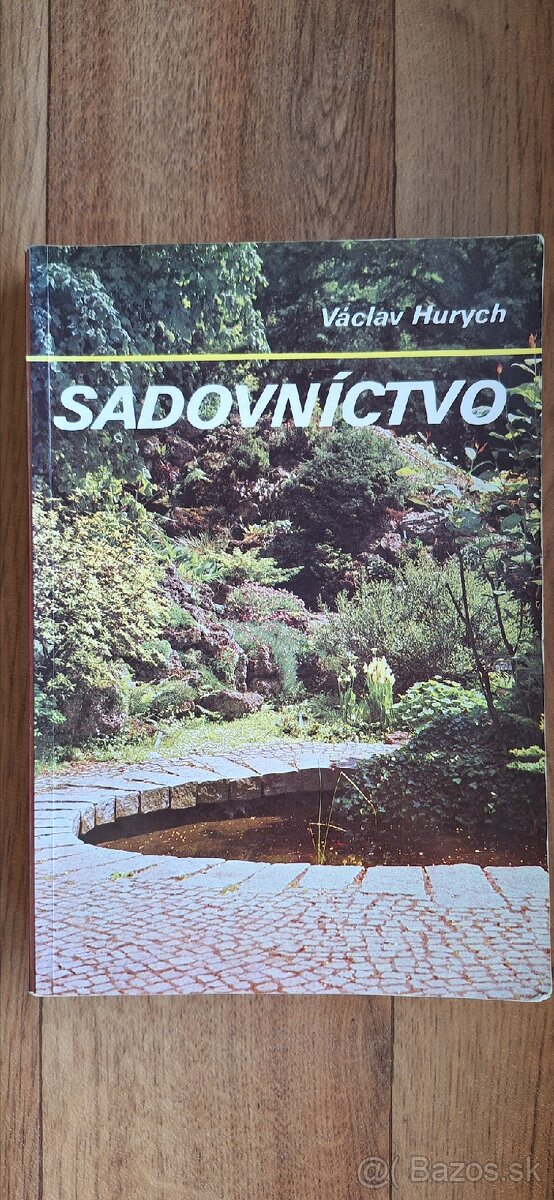 Václav Hurych
SADOVNÍCTVO
@( Bazos.sk